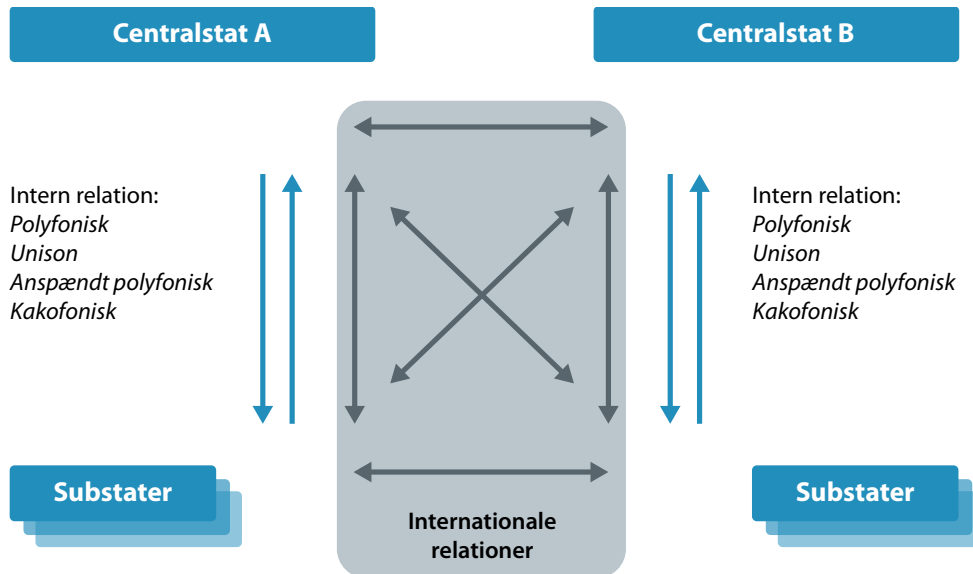 Centralstat A
Centralstat B
Intern relation:
Polyfonisk
Unison
Anspændt polyfonisk
Kakofonisk
Intern relation:
Polyfonisk
Unison
Anspændt polyfonisk
Kakofonisk
Substater
Internationale
relationer
Substater